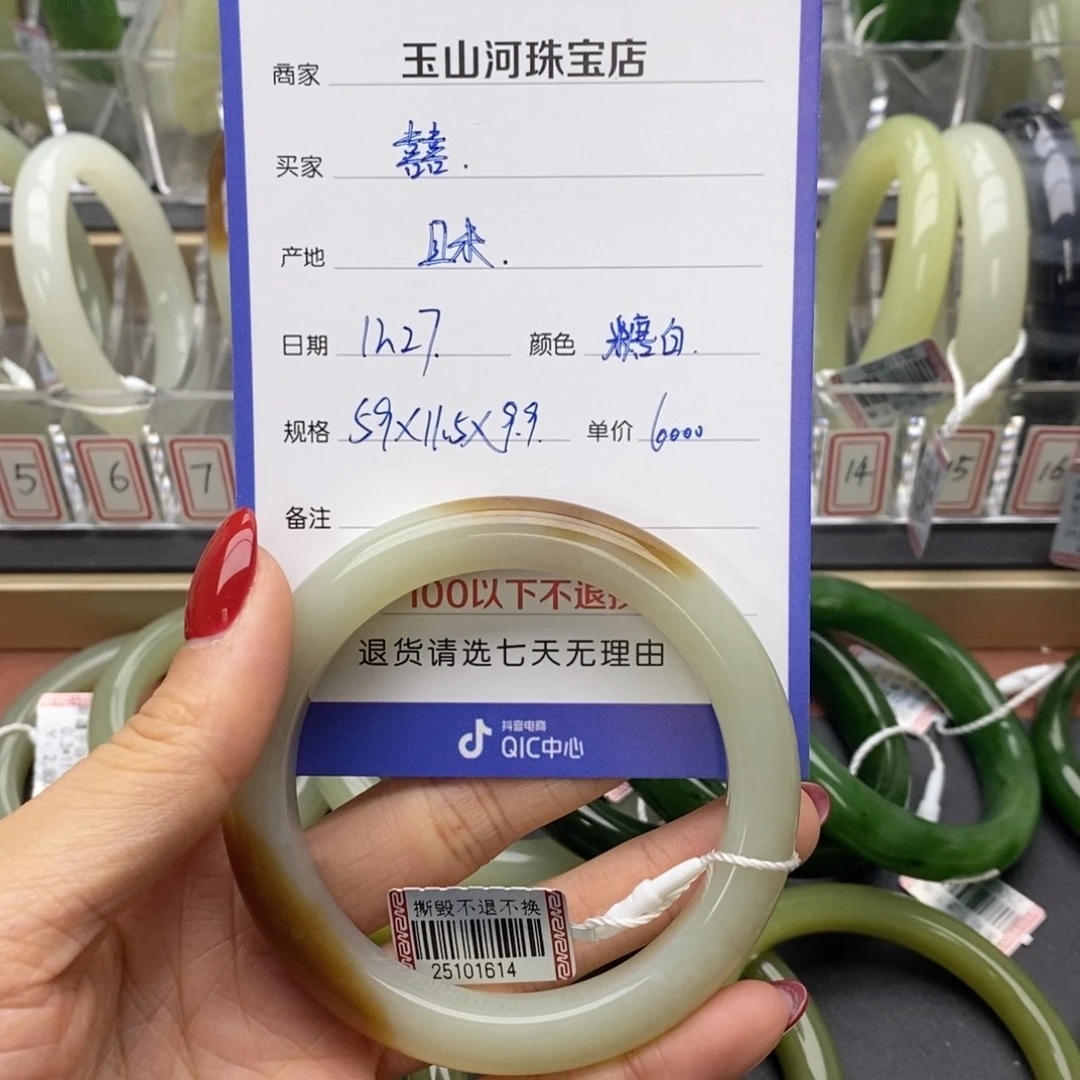 商家 玉山河珠宝店
买家 囍.
产地 且末.
日期 12.27. 颜色 糖白.
规格 59×11.5×9.9. 单价 6000
备注
100以下不退换
退货请选七天无理由
抖音电商
QIC中心
5
6
7
14
15
16
撕毁不退不换
25101614